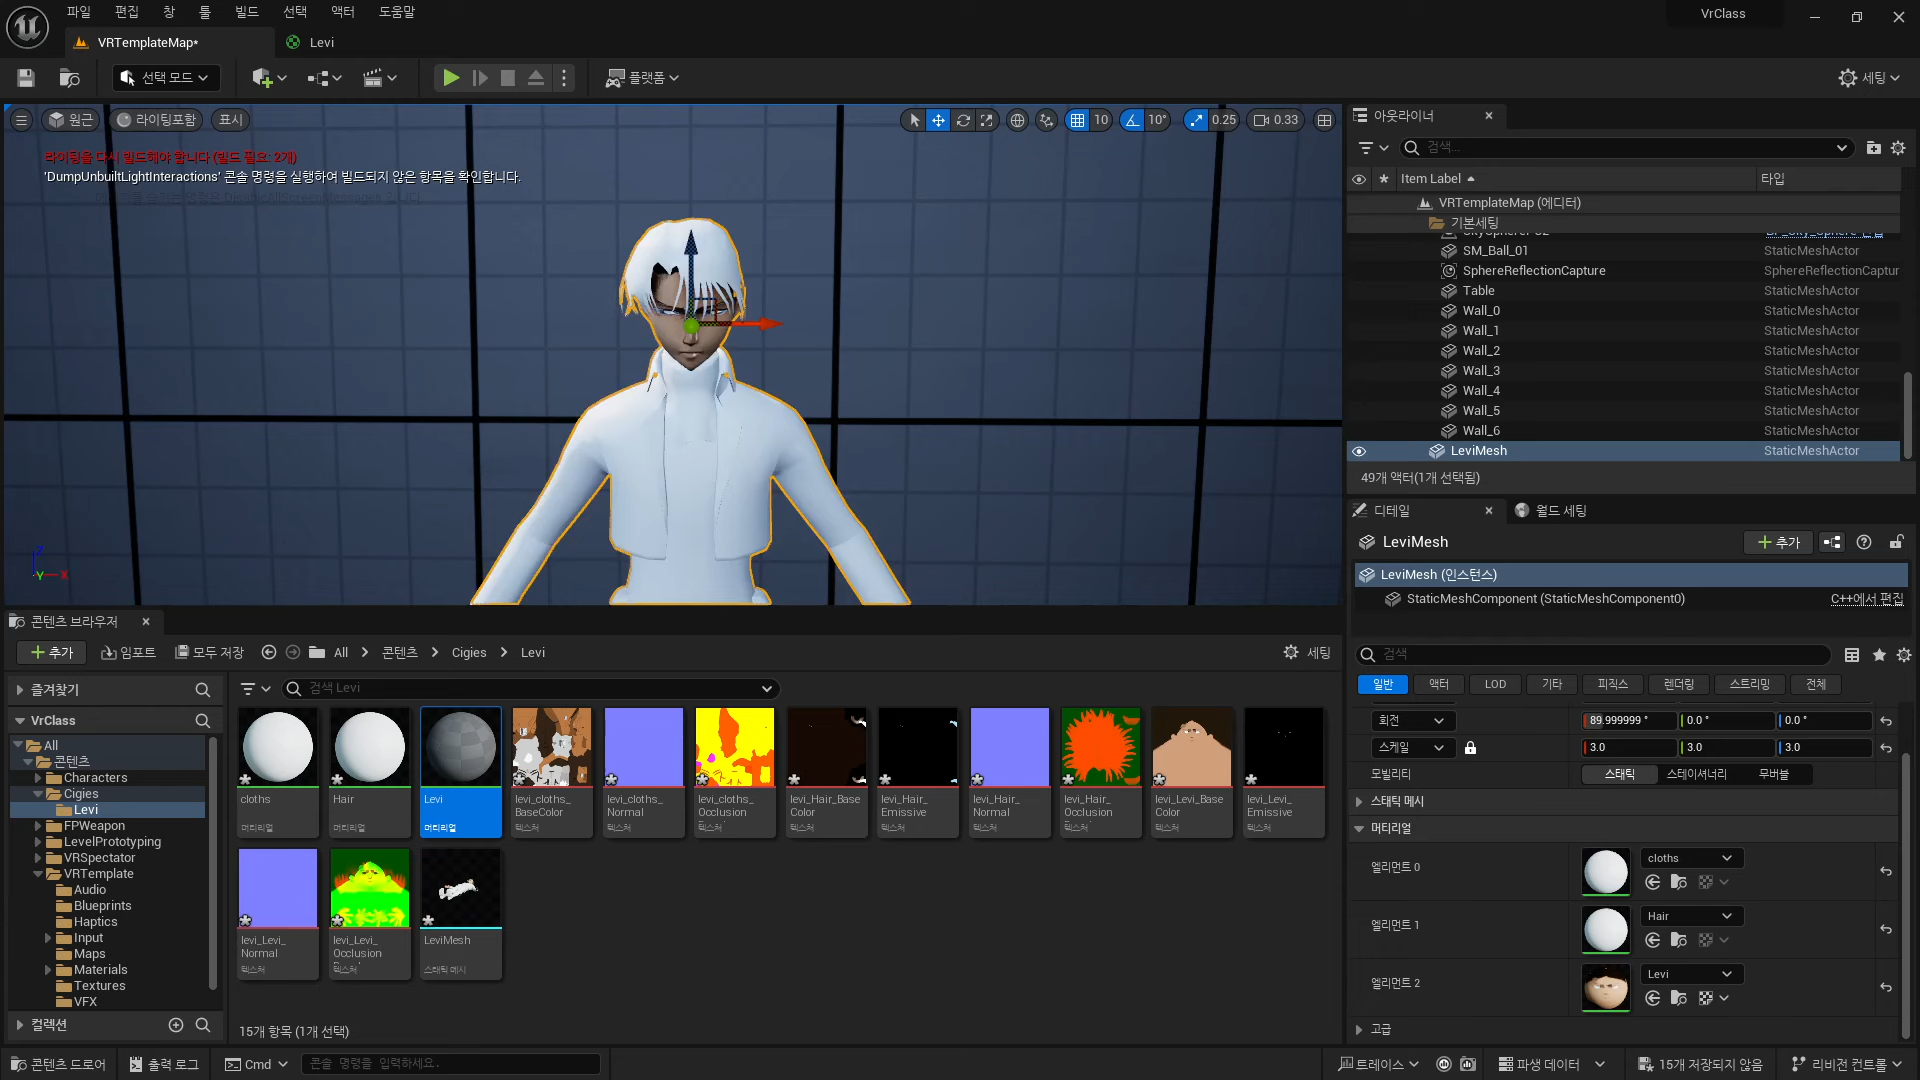 파일 편집 창 툴 빌드 선택 액터 도움말 VrClass
VRTemplateMap* Levi
선택 모드 플랫폼 세팅
원근 라이팅포함 표시 10 10° 0.25 0.33
라이팅을 다시 빌드해야 합니다 (빌드 필요: 2개)
'DumpUnbuiltLightInteractions' 콘솔 명령을 실행하여 빌드되지 않은 항목을 확인합니다.
Z
Y X
아웃라이너
검색...
Item Label 타입
VRTemplateMap (에디터)
기본세팅
SM_Ball_01 StaticMeshActor
SphereReflectionCapture SphereReflectionCaptur
Table StaticMeshActor
Wall_0 StaticMeshActor
Wall_1 StaticMeshActor
Wall_2 StaticMeshActor
Wall_3 StaticMeshActor
Wall_4 StaticMeshActor
Wall_5 StaticMeshActor
Wall_6 StaticMeshActor
LeviMesh StaticMeshActor
49개 액터(1개 선택됨)
디테일 월드 세팅
LeviMesh 추가
LeviMesh (인스턴스)
StaticMeshComponent (StaticMeshComponent0) C++에서 편집
검색
일반 액터 LOD 기타 피직스 렌더링 스트리밍 전체
회전 89.999999 ° 0.0 ° 0.0 °
스케일 3.0 3.0 3.0
모빌리티 스태틱 스테이셔너리 무버블
스태틱 메시
머티리얼
엘리먼트 0 cloths
엘리먼트 1 Hair
엘리먼트 2 Levi
고급
콘텐츠 브라우저
추가 임포트 모두 저장 All 콘텐츠 Cigies Levi 세팅
즐겨찾기
VrClass
All
콘텐츠
Characters
Cigies
Levi
FPWeapon
LevelPrototyping
VRSpectator
VRTemplate
Audio
Blueprints
Haptics
Input
Maps
Materials
Textures
VFX
컬렉션
검색 Levi
cloths
머티리얼
Hair
머티리얼
Levi
머티리얼
levi_cloths_
BaseColor
텍스처
levi_cloths_
Normal
텍스처
levi_cloths_
Occlusion
텍스처
levi_Hair_Base
Color
텍스처
levi_Hair_
Emissive
텍스처
levi_Hair_
Normal
텍스처
levi_Hair_
Occlusion
텍스처
levi_Levi_Base
Color
텍스처
levi_Levi_
Emissive
텍스처
levi_Levi_
Normal
텍스처
levi_Levi_
Occlusion
텍스처
LeviMesh
스태틱 메시
15개 항목 (1개 선택)
콘텐츠 드로어 출력 로그 Cmd 콘솔 명령을 입력하세요. 트레이스 파생 데이터 15개 저장되지 않음 리비전 컨트롤